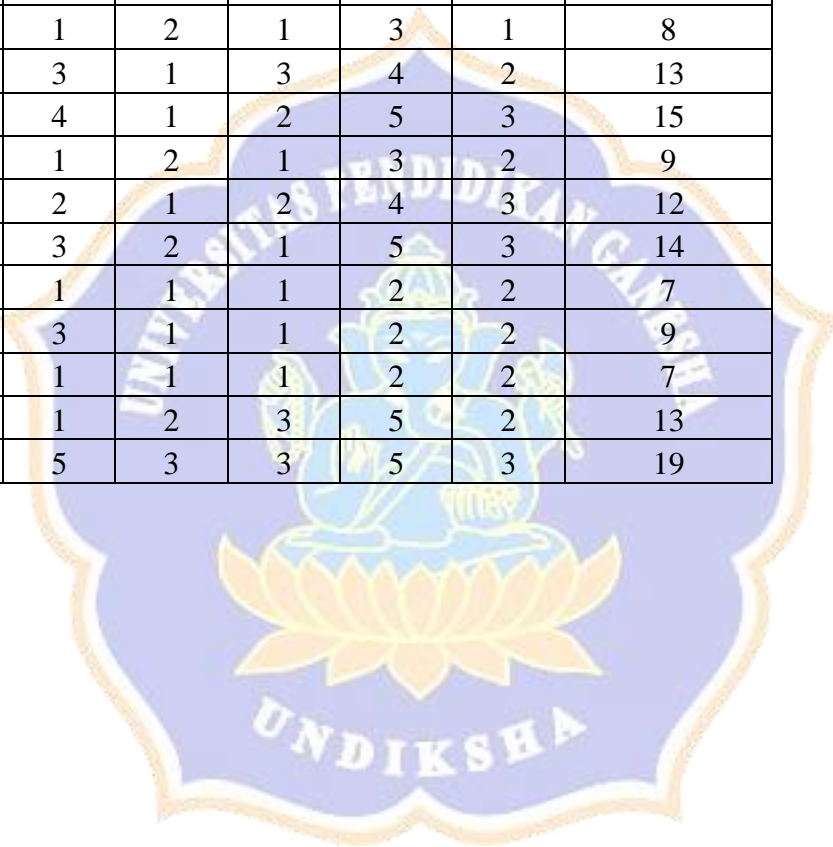 1 2 1 3 1 8
3 1 3 4 2 13
4 1 2 5 3 15
1 2 1 3 2 9
2 1 2 4 3 12
3 2 1 5 3 14
1 1 1 2 2 7
3 1 1 2 2 9
1 1 1 2 2 7
1 2 3 5 2 13
5 3 3 5 3 19
UNIVERSITAS PENDIDIKAN GANESHA
UNDIKSHA